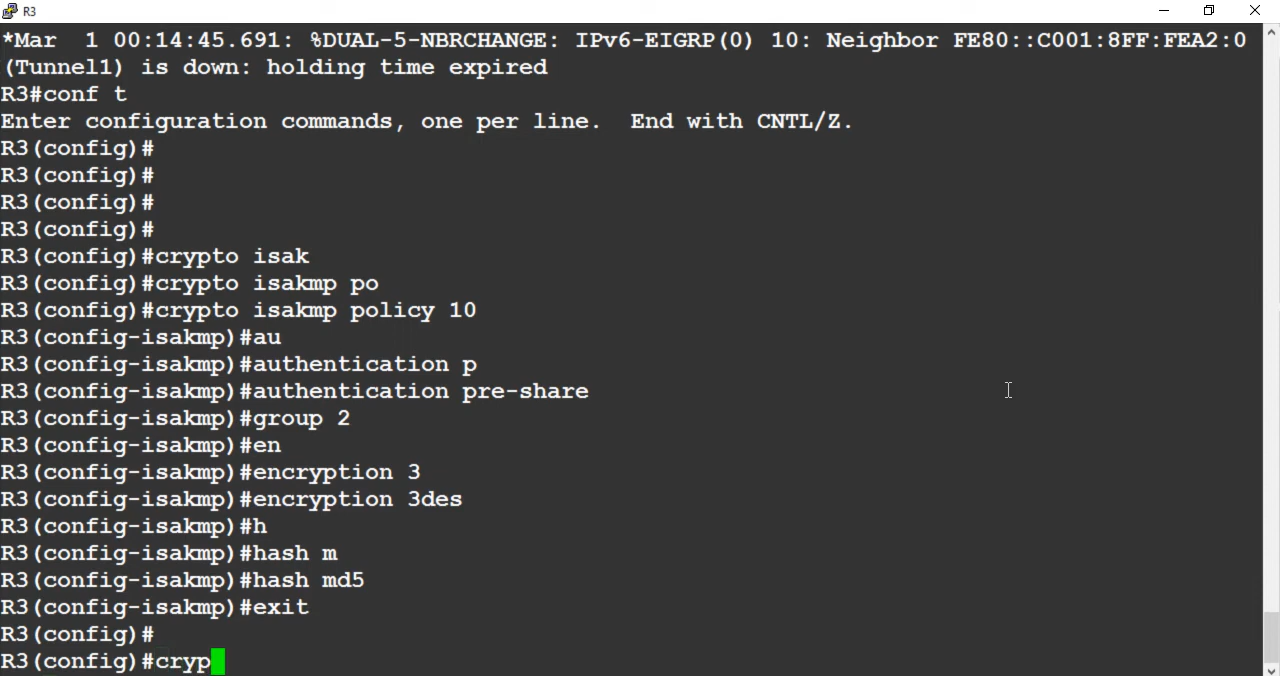 R3
*Mar  1 00:14:45.691: %DUAL-5-NBRCHANGE: IPv6-EIGRP(0) 10: Neighbor FE80::C001:8FF:FEA2:0
(Tunnel1) is down: holding time expired
R3#conf t
Enter configuration commands, one per line.  End with CNTL/Z.
R3(config)#
R3(config)#
R3(config)#
R3(config)#
R3(config)#crypto isak
R3(config)#crypto isakmp po
R3(config)#crypto isakmp policy 10
R3(config-isakmp)#au
R3(config-isakmp)#authentication p
R3(config-isakmp)#authentication pre-share
R3(config-isakmp)#group 2
R3(config-isakmp)#en
R3(config-isakmp)#encryption 3
R3(config-isakmp)#encryption 3des
R3(config-isakmp)#h
R3(config-isakmp)#hash m
R3(config-isakmp)#hash md5
R3(config-isakmp)#exit
R3(config)#
R3(config)#cryp